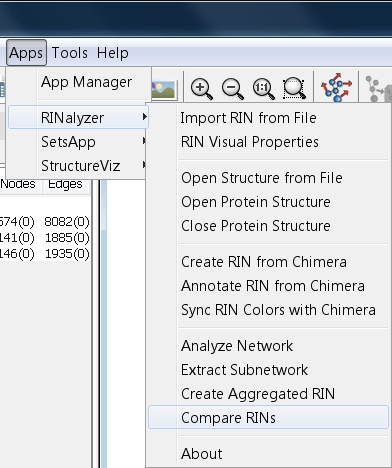 Apps Tools Help
App Manager
RINalyzer
SetsApp
StructureViz
1:1
Import RIN from File
RIN Visual Properties
Open Structure from File
Open Protein Structure
Close Protein Structure
Create RIN from Chimera
Annotate RIN from Chimera
Sync RIN Colors with Chimera
Analyze Network
Extract Subnetwork
Create Aggregated RIN
Compare RINs
About
Nodes Edges
574(0) 8082(0)
141(0) 1885(0)
146(0) 1935(0)